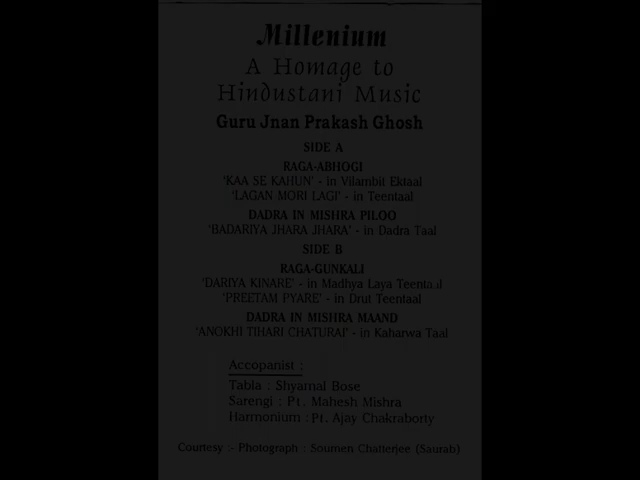 Millenium
A Homage to
Hindustani Music
Guru Jnan Prakash Ghosh
SIDE A
RAGA-ABHOGI
'KAA SE KAHUN' - in Vilambit Ektaal
'LAGAN MORI LAGI' - in Teentaal
DADRA IN MISHRA PILOO
'BADARIYA JHARA JHARA' - in Dadra Taal
SIDE B
RAGA-GUNKALI
'DARIYA KINARE' - in Madhya Laya Teentaal
'PREETAM PYARE' - in Drut Teentaal
DADRA IN MISHRA MAAND
'ANOKHI TIHARI CHATURAI' - in Kaharwa Taal
Accopanist :
Tabla : Shyamal Bose
Sarengi : Pt. Mahesh Mishra
Harmonium : Pt. Ajay Chakraborty
Courtesy :- Photograph : Soumen Chatterjee (Saurab)